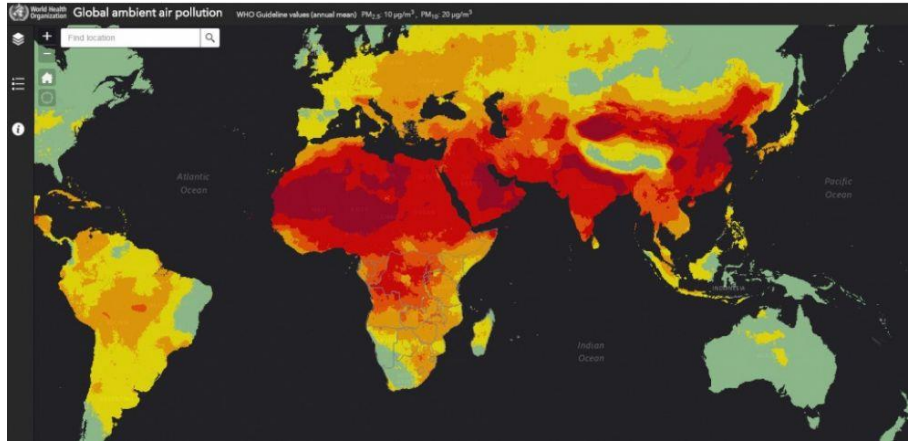 World Health Organization
Global ambient air pollution
WHO Guideline values (annual mean) PM2.5: 10 µg/m³, PM10: 20 µg/m³
Find location
Atlantic
Ocean
Pacific
Ocean
Indian
Ocean